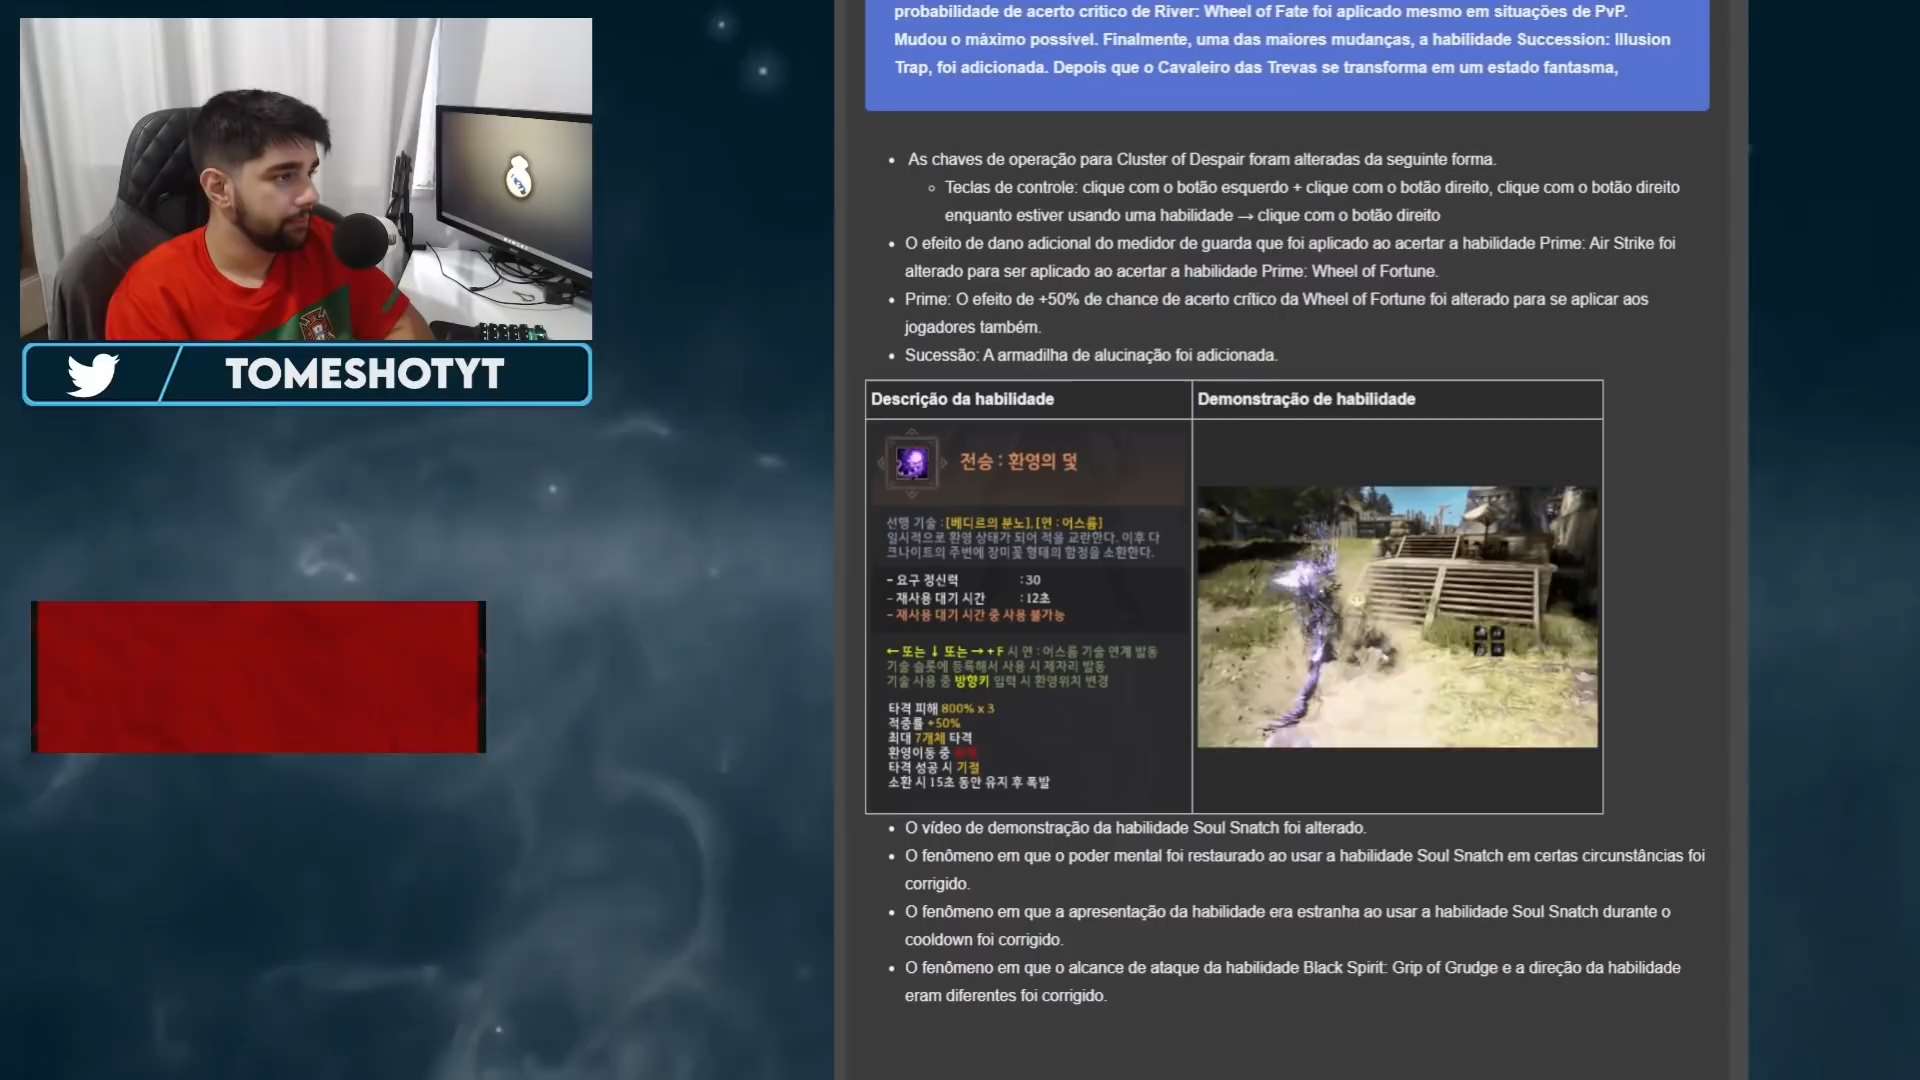 probabilidade de acerto crítico de River: Wheel of Fate foi aplicado mesmo em situações de PvP.
Mudou o máximo possível. Finalmente, uma das maiores mudanças, a habilidade Succession: Illusion
Trap, foi adicionada. Depois que o Cavaleiro das Trevas se transforma em um estado fantasma,
TOMESHOTYT
As chaves de operação para Cluster of Despair foram alteradas da seguinte forma.
Teclas de controle: clique com o botão esquerdo + clique com o botão direito, clique com o botão direito
enquanto estiver usando uma habilidade → clique com o botão direito
O efeito de dano adicional do medidor de guarda que foi aplicado ao acertar a habilidade Prime: Air Strike foi
alterado para ser aplicado ao acertar a habilidade Prime: Wheel of Fortune.
Prime: O efeito de +50% de chance de acerto crítico da Wheel of Fortune foi alterado para se aplicar aos
jogadores também.
Sucessão: A armadilha de alucinação foi adicionada.
Descrição da habilidade
Demonstração de habilidade
전승 : 환영의 덫
선행 기술 : [베디르의 분노], [연 : 어스름]
일시적으로 환영 상태가 되어 적을 교란한다. 이후 다
크나이트의 주변에 장미꽃 형태의 함정을 소환한다.
- 요구 정신력 : 30
- 재사용 대기 시간 : 12초
- 재사용 대기 시간 중 사용 불가능
← 또는 ↓ 또는 → + F 시 연 : 어스름 기술 연계 발동
기술 슬롯에 등록해서 사용 시 제자리 발동
기술 사용 중 방향키 입력 시 환영위치 변경
타격 피해 800% x 3
적중률 +50%
최대 7개체 타격
환영이동 중
타격 성공 시 기절
소환 시 15초 동안 유지 후 폭발
O vídeo de demonstração da habilidade Soul Snatch foi alterado.
O fenômeno em que o poder mental foi restaurado ao usar a habilidade Soul Snatch em certas circunstâncias foi
corrigido.
O fenômeno em que a apresentação da habilidade era estranha ao usar a habilidade Soul Snatch durante o
cooldown foi corrigido.
O fenômeno em que o alcance de ataque da habilidade Black Spirit: Grip of Grudge e a direção da habilidade
eram diferentes foi corrigido.